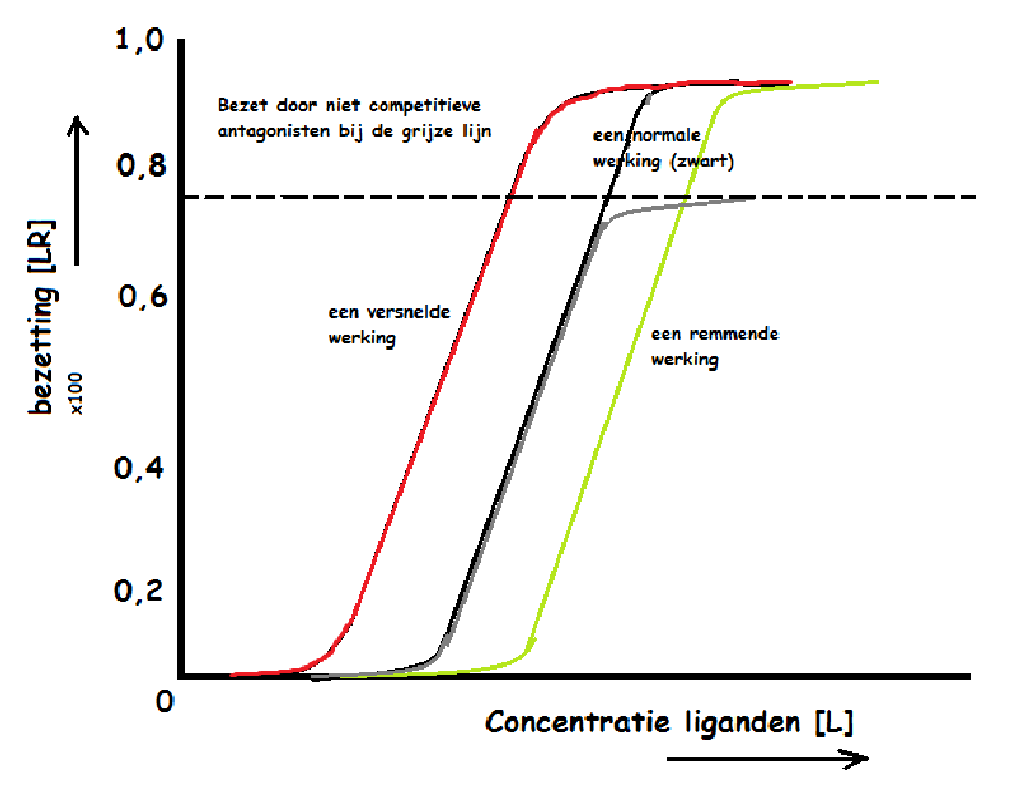 1,0
Bezet door niet competitieve
antagonisten bij de grijze lijn
een normale
werking (zwart)
0,8
0,6
een versnelde
werking
een remmende
werking
bezetting [LR]
x100
0,4
0,2
0
Concentratie liganden [L]